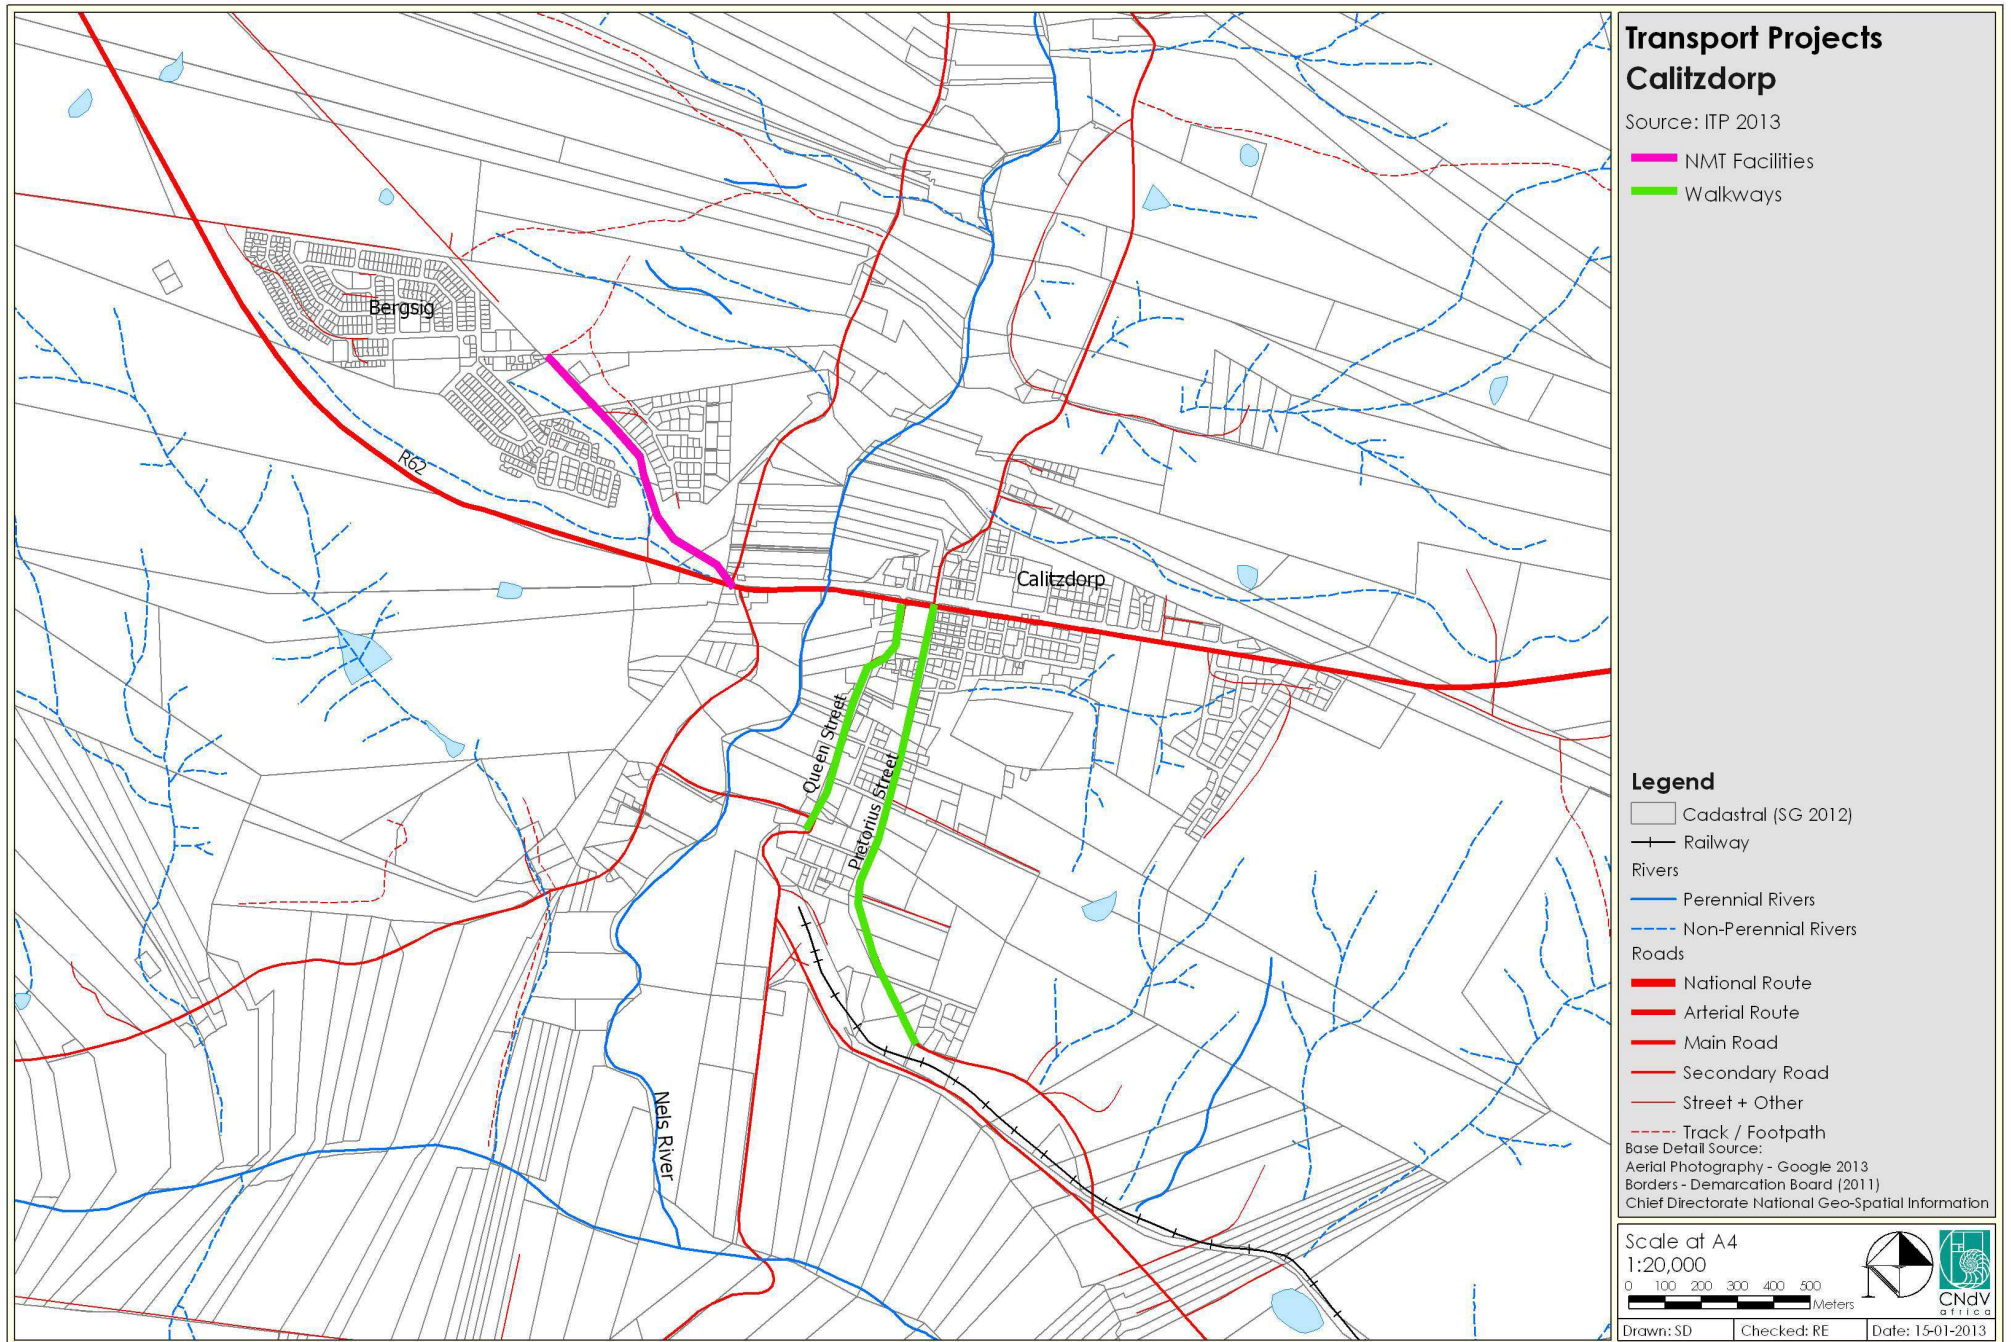 Transport Projects
Calitzdorp
Source: ITP 2013
NMT Facilities
Walkways
Bergsig
R62
Calitzdorp
Queen Street
Pretorius Street
Nels River
Legend
Cadastral (SG 2012)
Railway
Rivers
Perennial Rivers
Non-Perennial Rivers
Roads
National Route
Arterial Route
Main Road
Secondary Road
Street + Other
Track / Footpath
Base Detail Source:
Aerial Photography - Google 2013
Borders - Demarcation Board (2011)
Chief Directorate National Geo-Spatial Information
Scale at A4
1:20,000
0 100 200 300 400 500
Meters
CNdV
africa
Drawn: SD Checked: RE Date: 15-01-2013